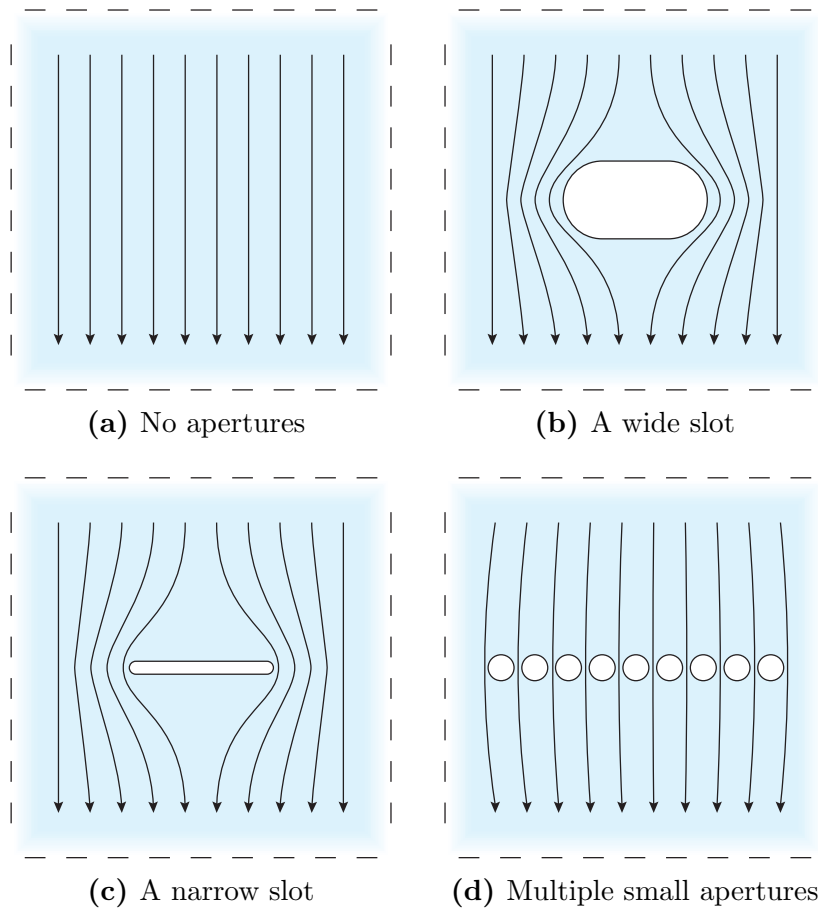 (a) No apertures
(b) A wide slot
(c) A narrow slot
(d) Multiple small apertures